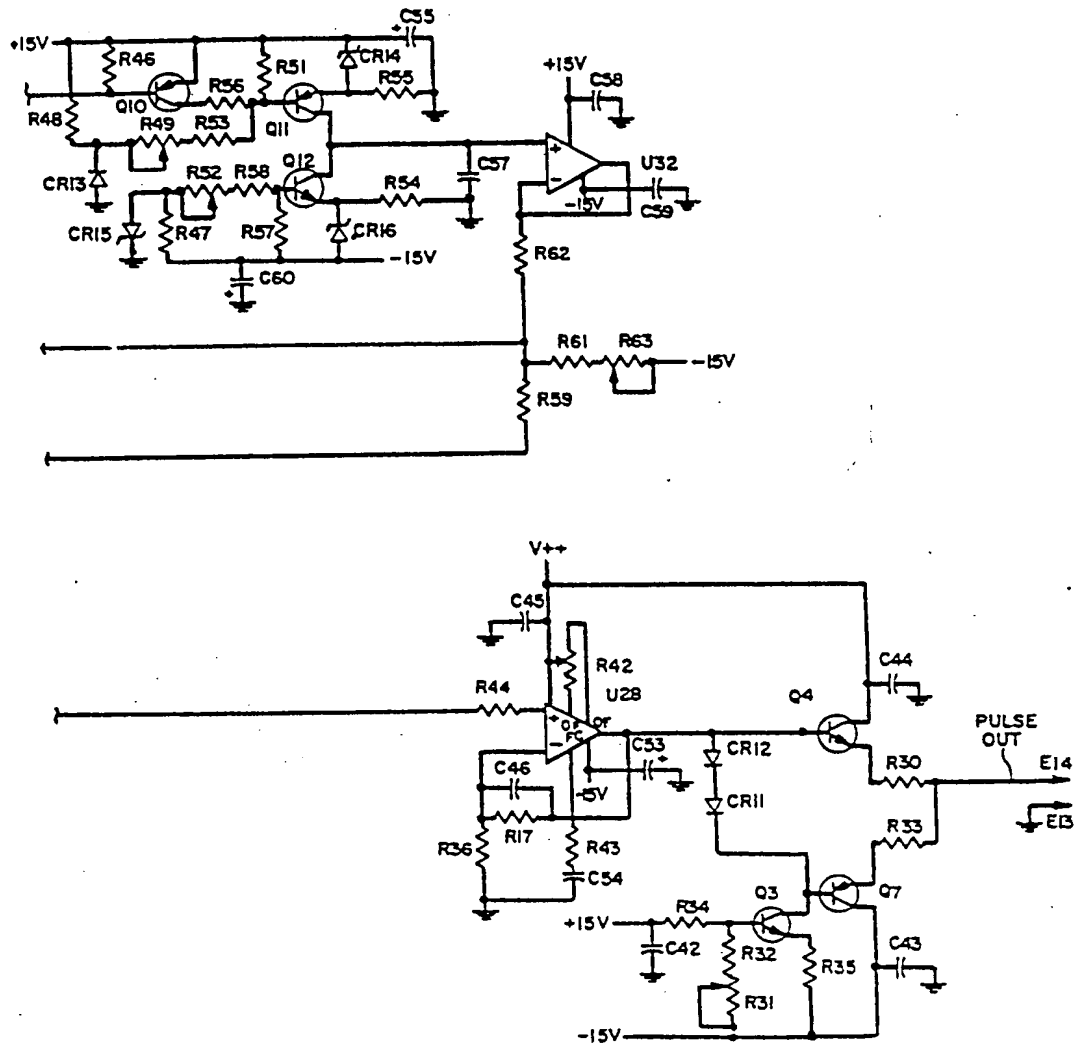 C55
+15V
R46
CR14
R51
R55
R56
Q10
R48
R49
R53
Q11
+15V
C58
CR13
Q12
R52
R58
R54
C57
+
−
U32
−15V
C59
CR15
R47
R57
CR16
−15V
R62
C60
R61
R63
−15V
R59
V++
C45
R42
C44
R44
U28
Q4
+
OF
OF
FC
−
C53
CR12
PULSE
OUT
E14
C46
−15V
R30
CR11
E13
R17
R33
R36
R43
C54
Q3
Q7
+15V
R34
C42
R32
R35
C43
R31
−15V